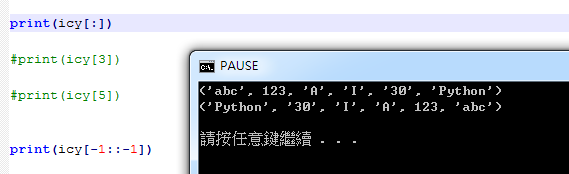 print(icy[:])
#print(icy[3])
#print(icy[5])
print(icy[-1::-1])
C:\. PAUSE
('abc', 123, 'A', 'I', '30', 'Python')
('Python', '30', 'I', 'A', 123, 'abc')
請按任意鍵繼續 . . .